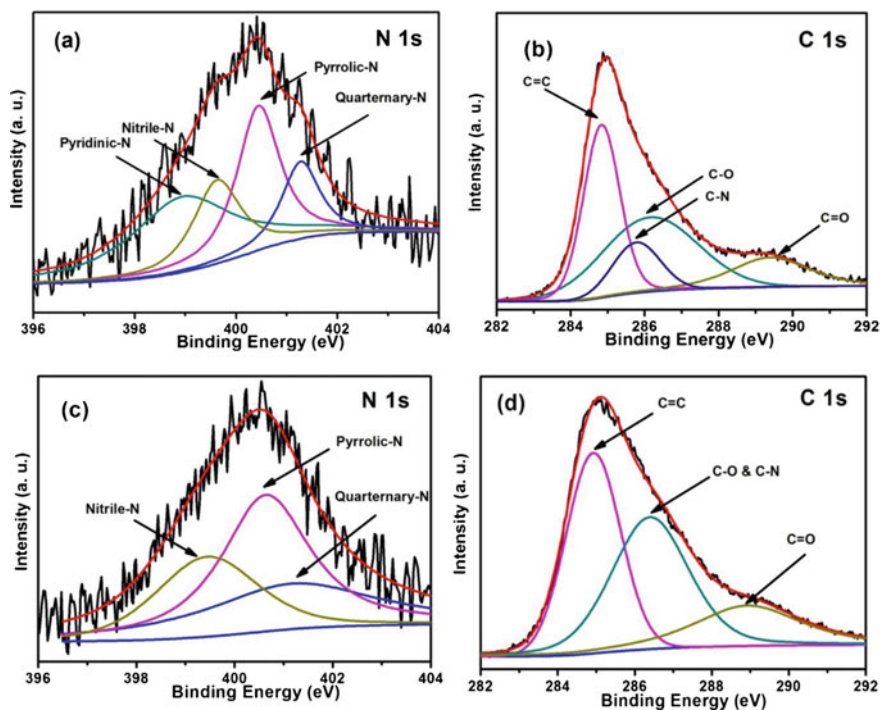 (a)
N 1s
Pyrrolic-N
Quarternary-N
Nitrile-N
Pyridinic-N
Intensity (a. u.)
396 398 400 402 404
Binding Energy (eV)
(b)
C 1s
C=C
C-O
C-N
C=O
Intensity (a. u.)
282 284 286 288 290 292
Binding Energy (eV)
(c)
N 1s
Pyrrolic-N
Quarternary-N
Nitrile-N
Intensity (a. u.)
396 398 400 402 404
Binding Energy (eV)
(d)
C 1s
C=C
C-O & C-N
C=O
Intensity (a. u.)
282 284 286 288 290 292
Binding Energy (eV)